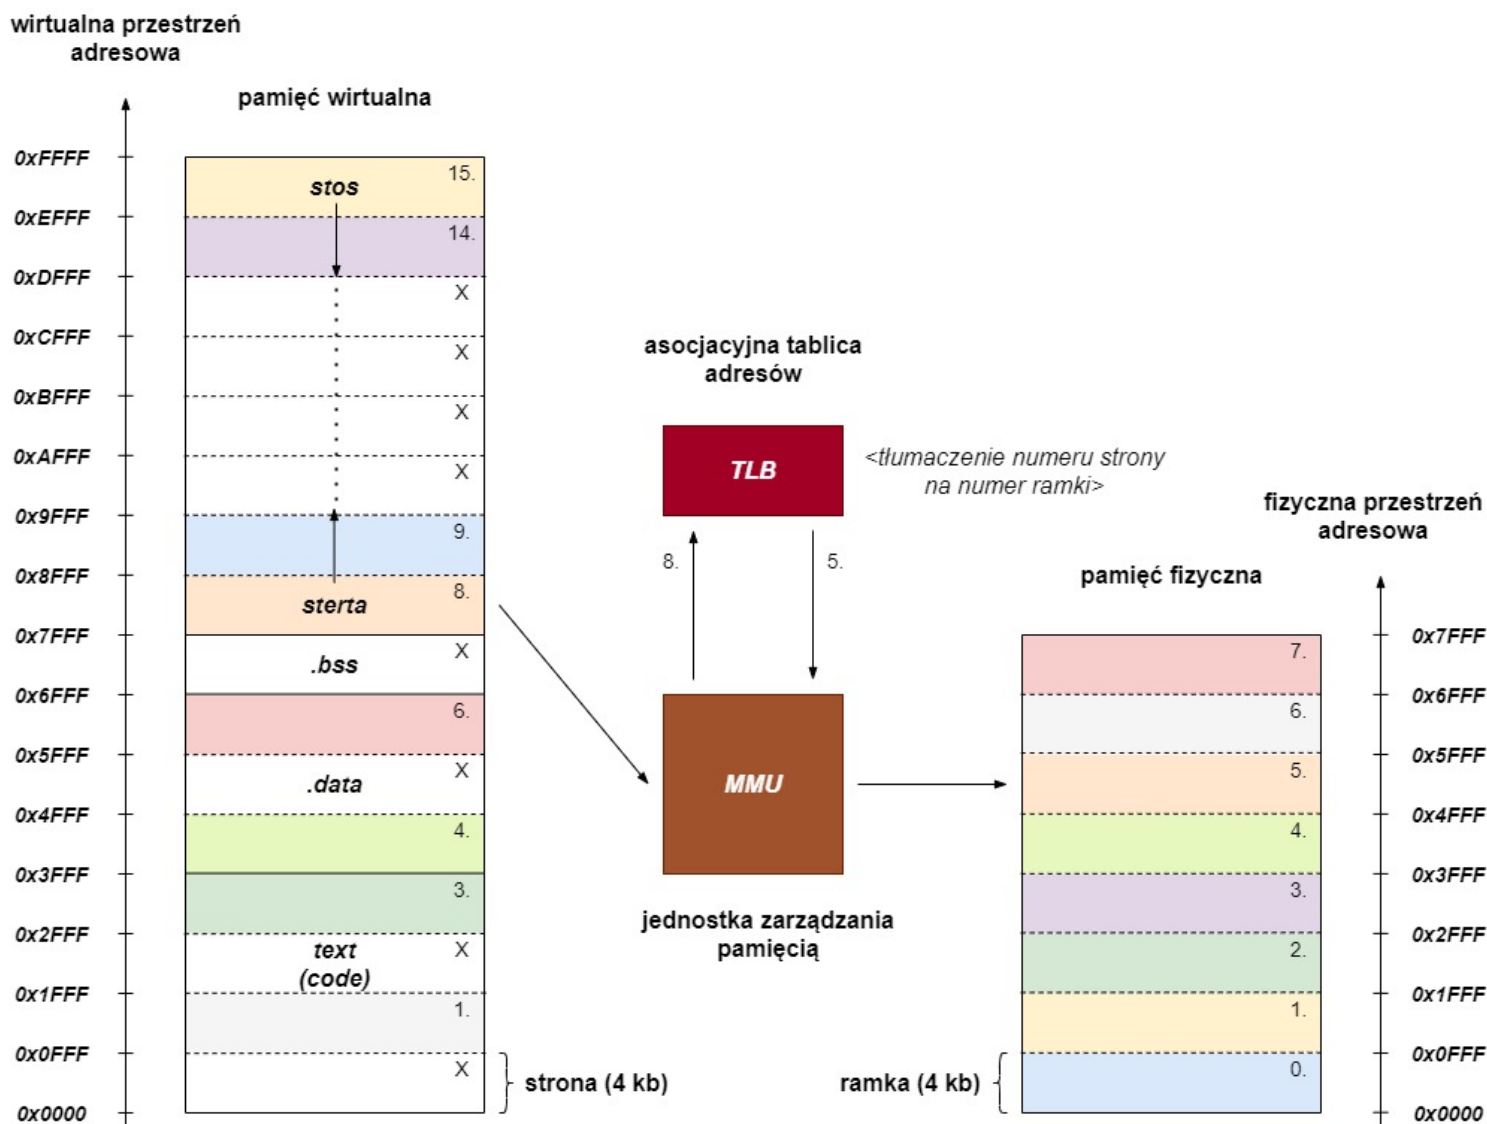 wirtualna przestrzeń
adresowa
pamięć wirtualna
0xFFFF
15.
stos
0xEFFF
14.
0xDFFF
X
0xCFFF
X
0xBFFF
X
0xAFFF
X
0x9FFF
9.
0x8FFF
8.
sterta
0x7FFF
X
.bss
0x6FFF
6.
0x5FFF
X
.data
0x4FFF
4.
0x3FFF
3.
0x2FFF
X
text
(code)
0x1FFF
1.
0x0FFF
X
0x0000
strona (4 kb)
asocjacyjna tablica
adresów
TLB
<tłumaczenie numeru strony
na numer ramki>
8.
5.
MMU
jednostka zarządzania
pamięcią
fizyczna przestrzeń
adresowa
pamięć fizyczna
7.
0x7FFF
6.
0x6FFF
5.
0x5FFF
4.
0x4FFF
3.
0x3FFF
2.
0x2FFF
1.
0x1FFF
0.
0x0FFF
0x0000
ramka (4 kb)